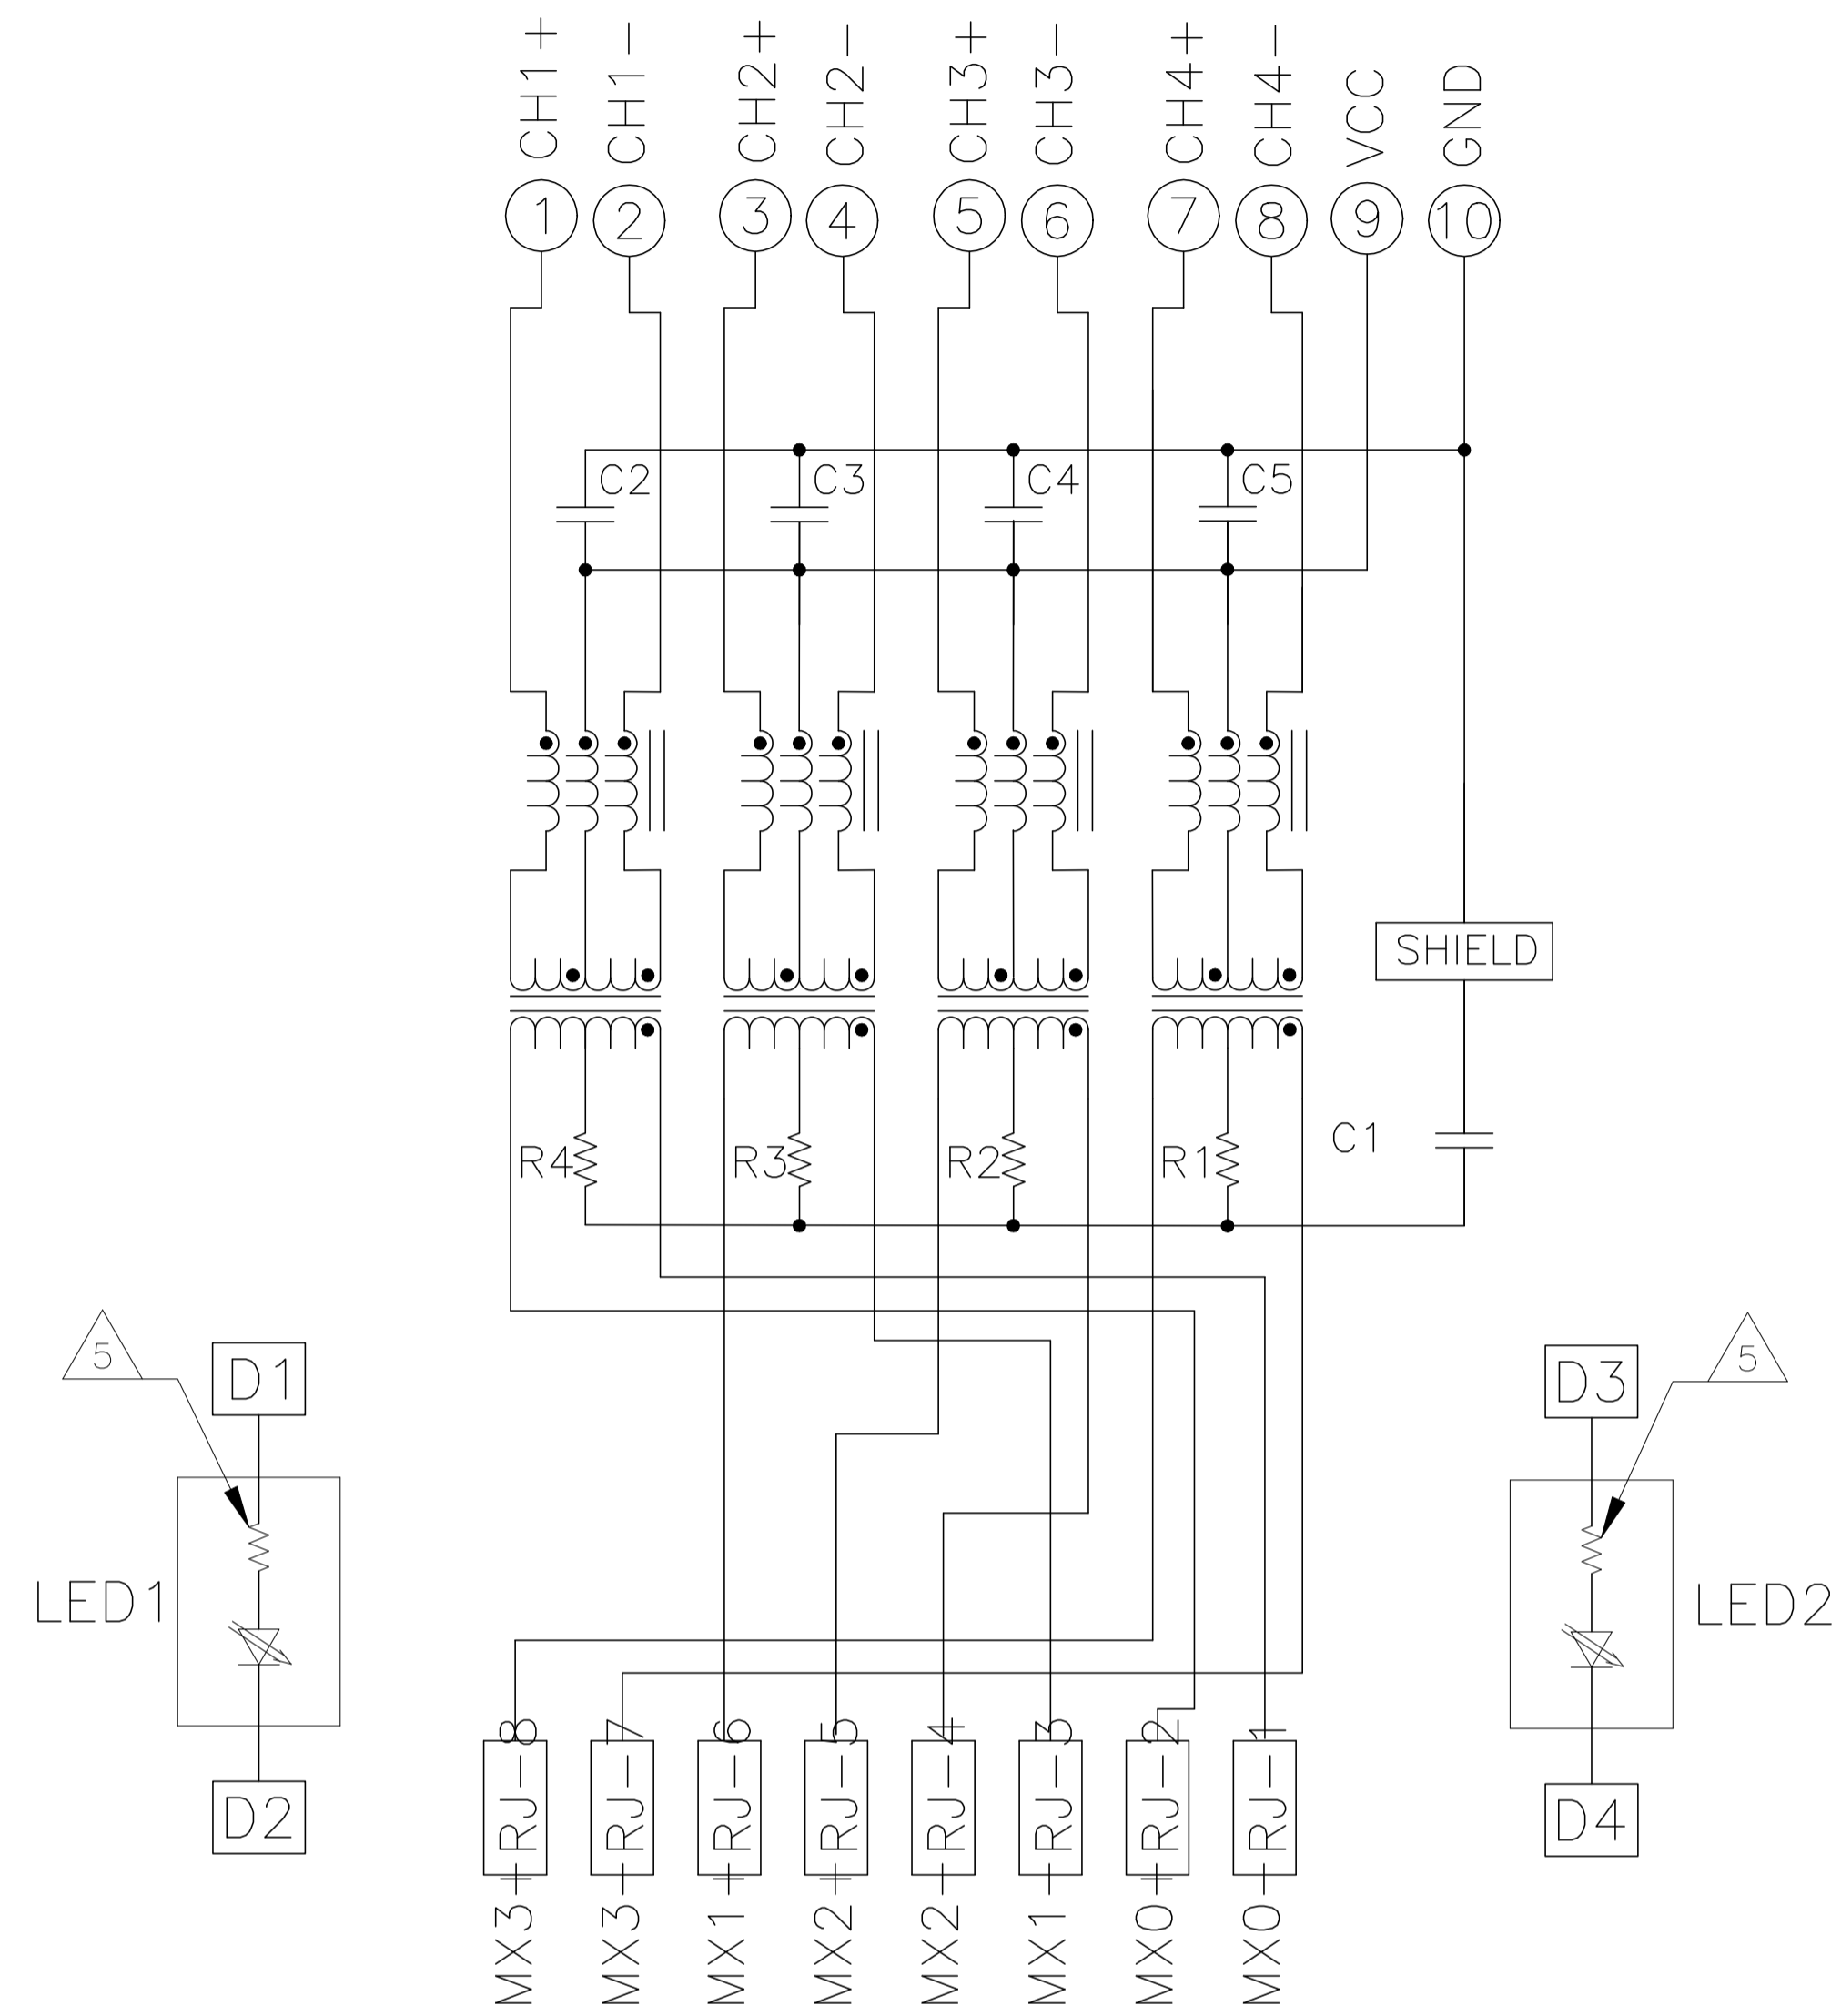 CH1+
CH1-
CH2+
CH2-
CH3+
CH3-
CH4+
CH4-
VCC
GND
1
2
3
4
5
6
7
8
9
10
C2
C3
C4
C5
SHIELD
R4
R3
R2
R1
C1
5
D1
LED1
D2
5
D3
LED2
D4
RJ-8
RJ-7
RJ-6
RJ-5
RJ-4
RJ-3
RJ-2
RJ-1
MX3+
MX3-
MX1+
MX2+
MX2-
MX1-
MX0+
MX0-